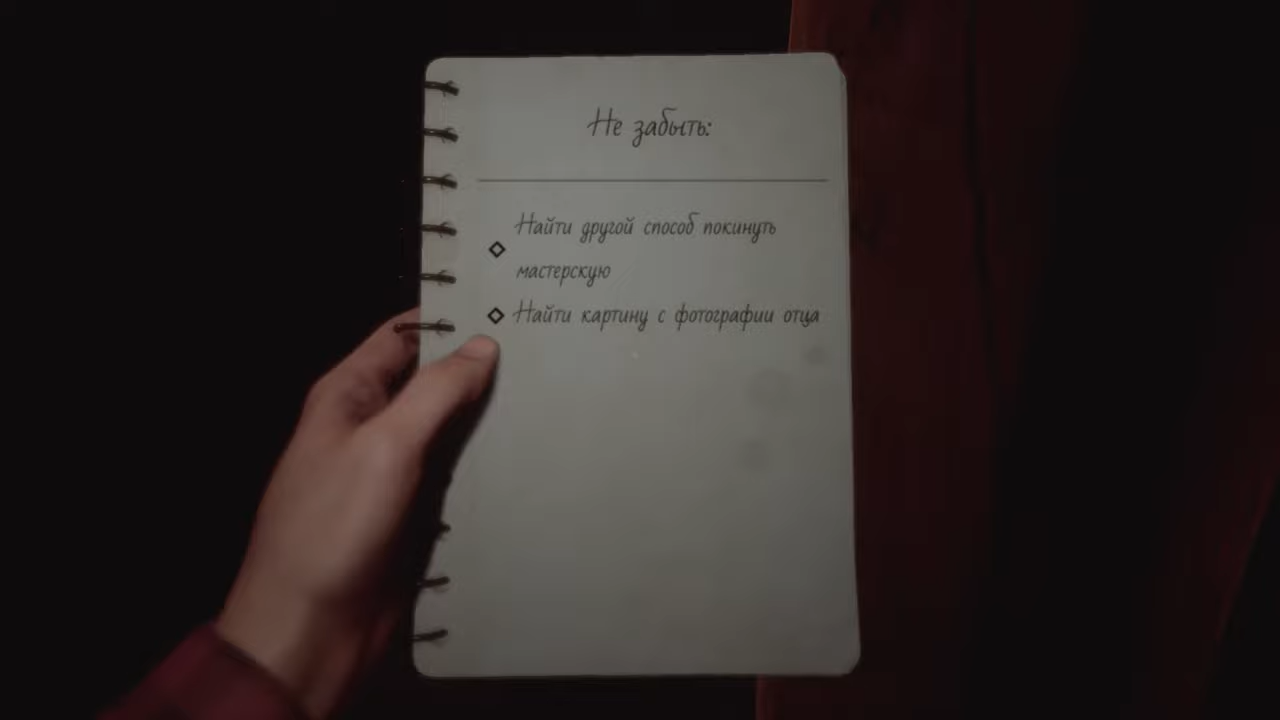 Не забыть:
Найти другой способ покинуть
мастерскую
Найти картину с фотографии отца